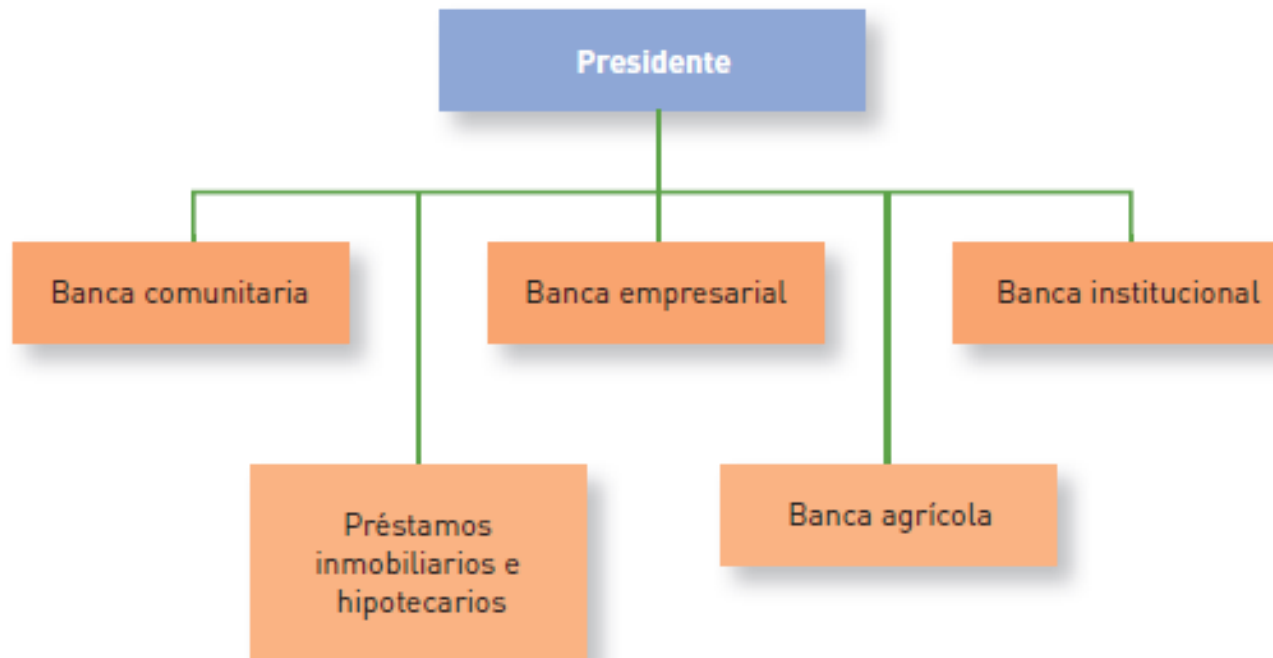 Presidente
Banca comunitaria
Banca empresarial
Banca institucional
Préstamos
inmobiliarios e
hipotecarios
Banca agrícola